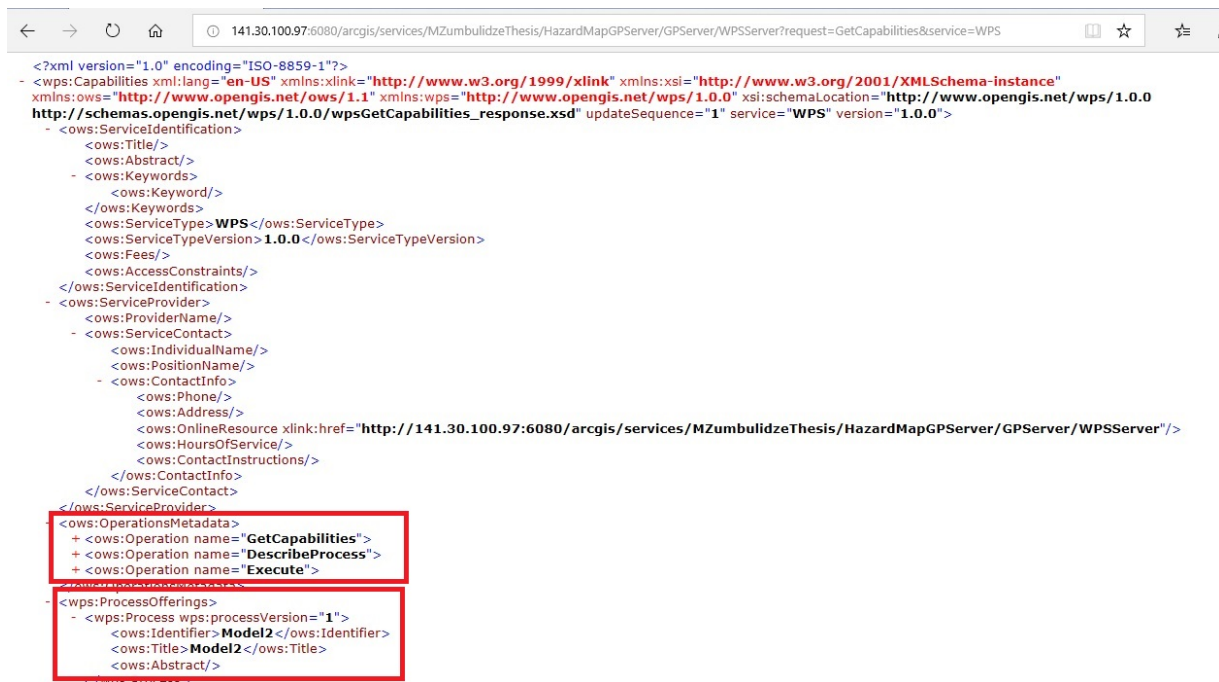 141.30.100.97:6080/arcgis/services/MZumbulidzeThesis/HazardMapGPServer/GPServer/WPSServer?request=GetCapabilities&service=WPS
<?xml version="1.0" encoding="ISO-8859-1"?>
- <wps:Capabilities xml:lang="en-US" xmlns:xlink="http://www.w3.org/1999/xlink" xmlns:xsi="http://www.w3.org/2001/XMLSchema-instance"
xmlns:ows="http://www.opengis.net/ows/1.1" xmlns:wps="http://www.opengis.net/wps/1.0.0" xsi:schemaLocation="http://www.opengis.net/wps/1.0.0
http://schemas.opengis.net/wps/1.0.0/wpsGetCapabilities_response.xsd" updateSequence="1" service="WPS" version="1.0.0">
- <ows:ServiceIdentification>
<ows:Title/>
<ows:Abstract/>
- <ows:Keywords>
<ows:Keyword/>
</ows:Keywords>
<ows:ServiceType>WPS</ows:ServiceType>
<ows:ServiceTypeVersion>1.0.0</ows:ServiceTypeVersion>
<ows:Fees/>
<ows:AccessConstraints/>
</ows:ServiceIdentification>
- <ows:ServiceProvider>
<ows:ProviderName/>
- <ows:ServiceContact>
<ows:IndividualName/>
<ows:PositionName/>
- <ows:ContactInfo>
<ows:Phone/>
<ows:Address/>
<ows:OnlineResource xlink:href="http://141.30.100.97:6080/arcgis/services/MZumbulidzeThesis/HazardMapGPServer/GPServer/WPSServer"/>
<ows:HoursOfService/>
<ows:ContactInstructions/>
</ows:ContactInfo>
</ows:ServiceContact>
</ows:ServiceProvider>
- <ows:OperationsMetadata>
+ <ows:Operation name="GetCapabilities">
+ <ows:Operation name="DescribeProcess">
+ <ows:Operation name="Execute">
</ows:OperationsMetadata>
- <wps:ProcessOfferings>
- <wps:Process wps:processVersion="1">
<ows:Identifier>Model2</ows:Identifier>
<ows:Title>Model2</ows:Title>
<ows:Abstract/>